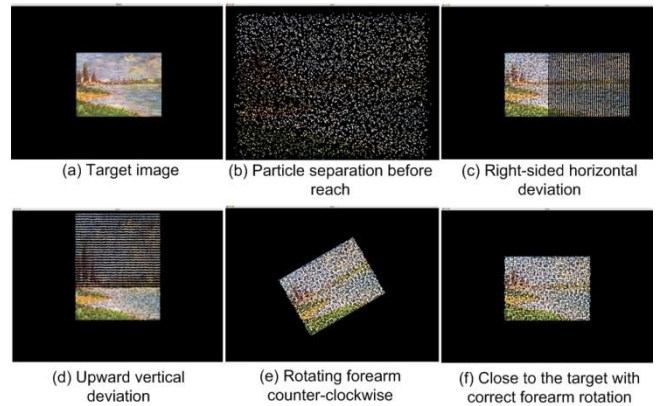 (a) Target image
(b) Particle separation before
reach
(c) Right-sided horizontal
deviation
(d) Upward vertical
deviation
(e) Rotating forearm
counter-clockwise
(f) Close to the target with
correct forearm rotation